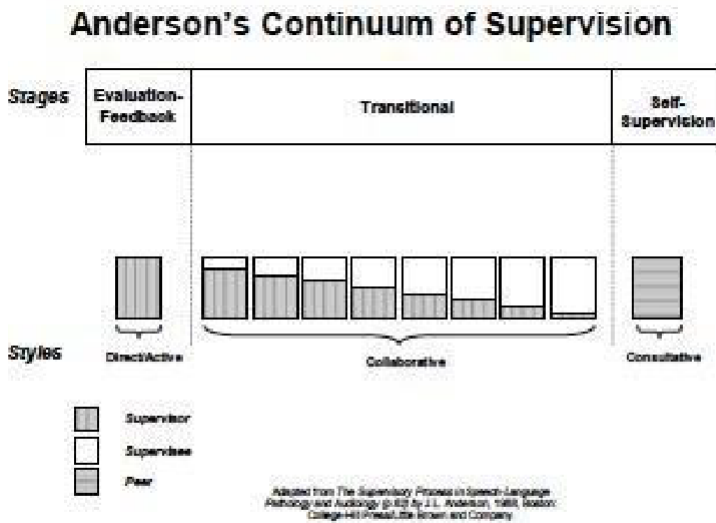 Anderson's Continuum of Supervision
Stages
Evaluation-
Feedback
Transitional
Self-
Supervision
Styles
Direct/Active
Collaborative
Consultative
Supervisor
Supervisee
Peer
Adapted from The Supervisory Process in Speech-Language
Pathology and Audiology by J.L. Anderson, 1988, Boston:
College-Hill Press/Little Brown and Company.